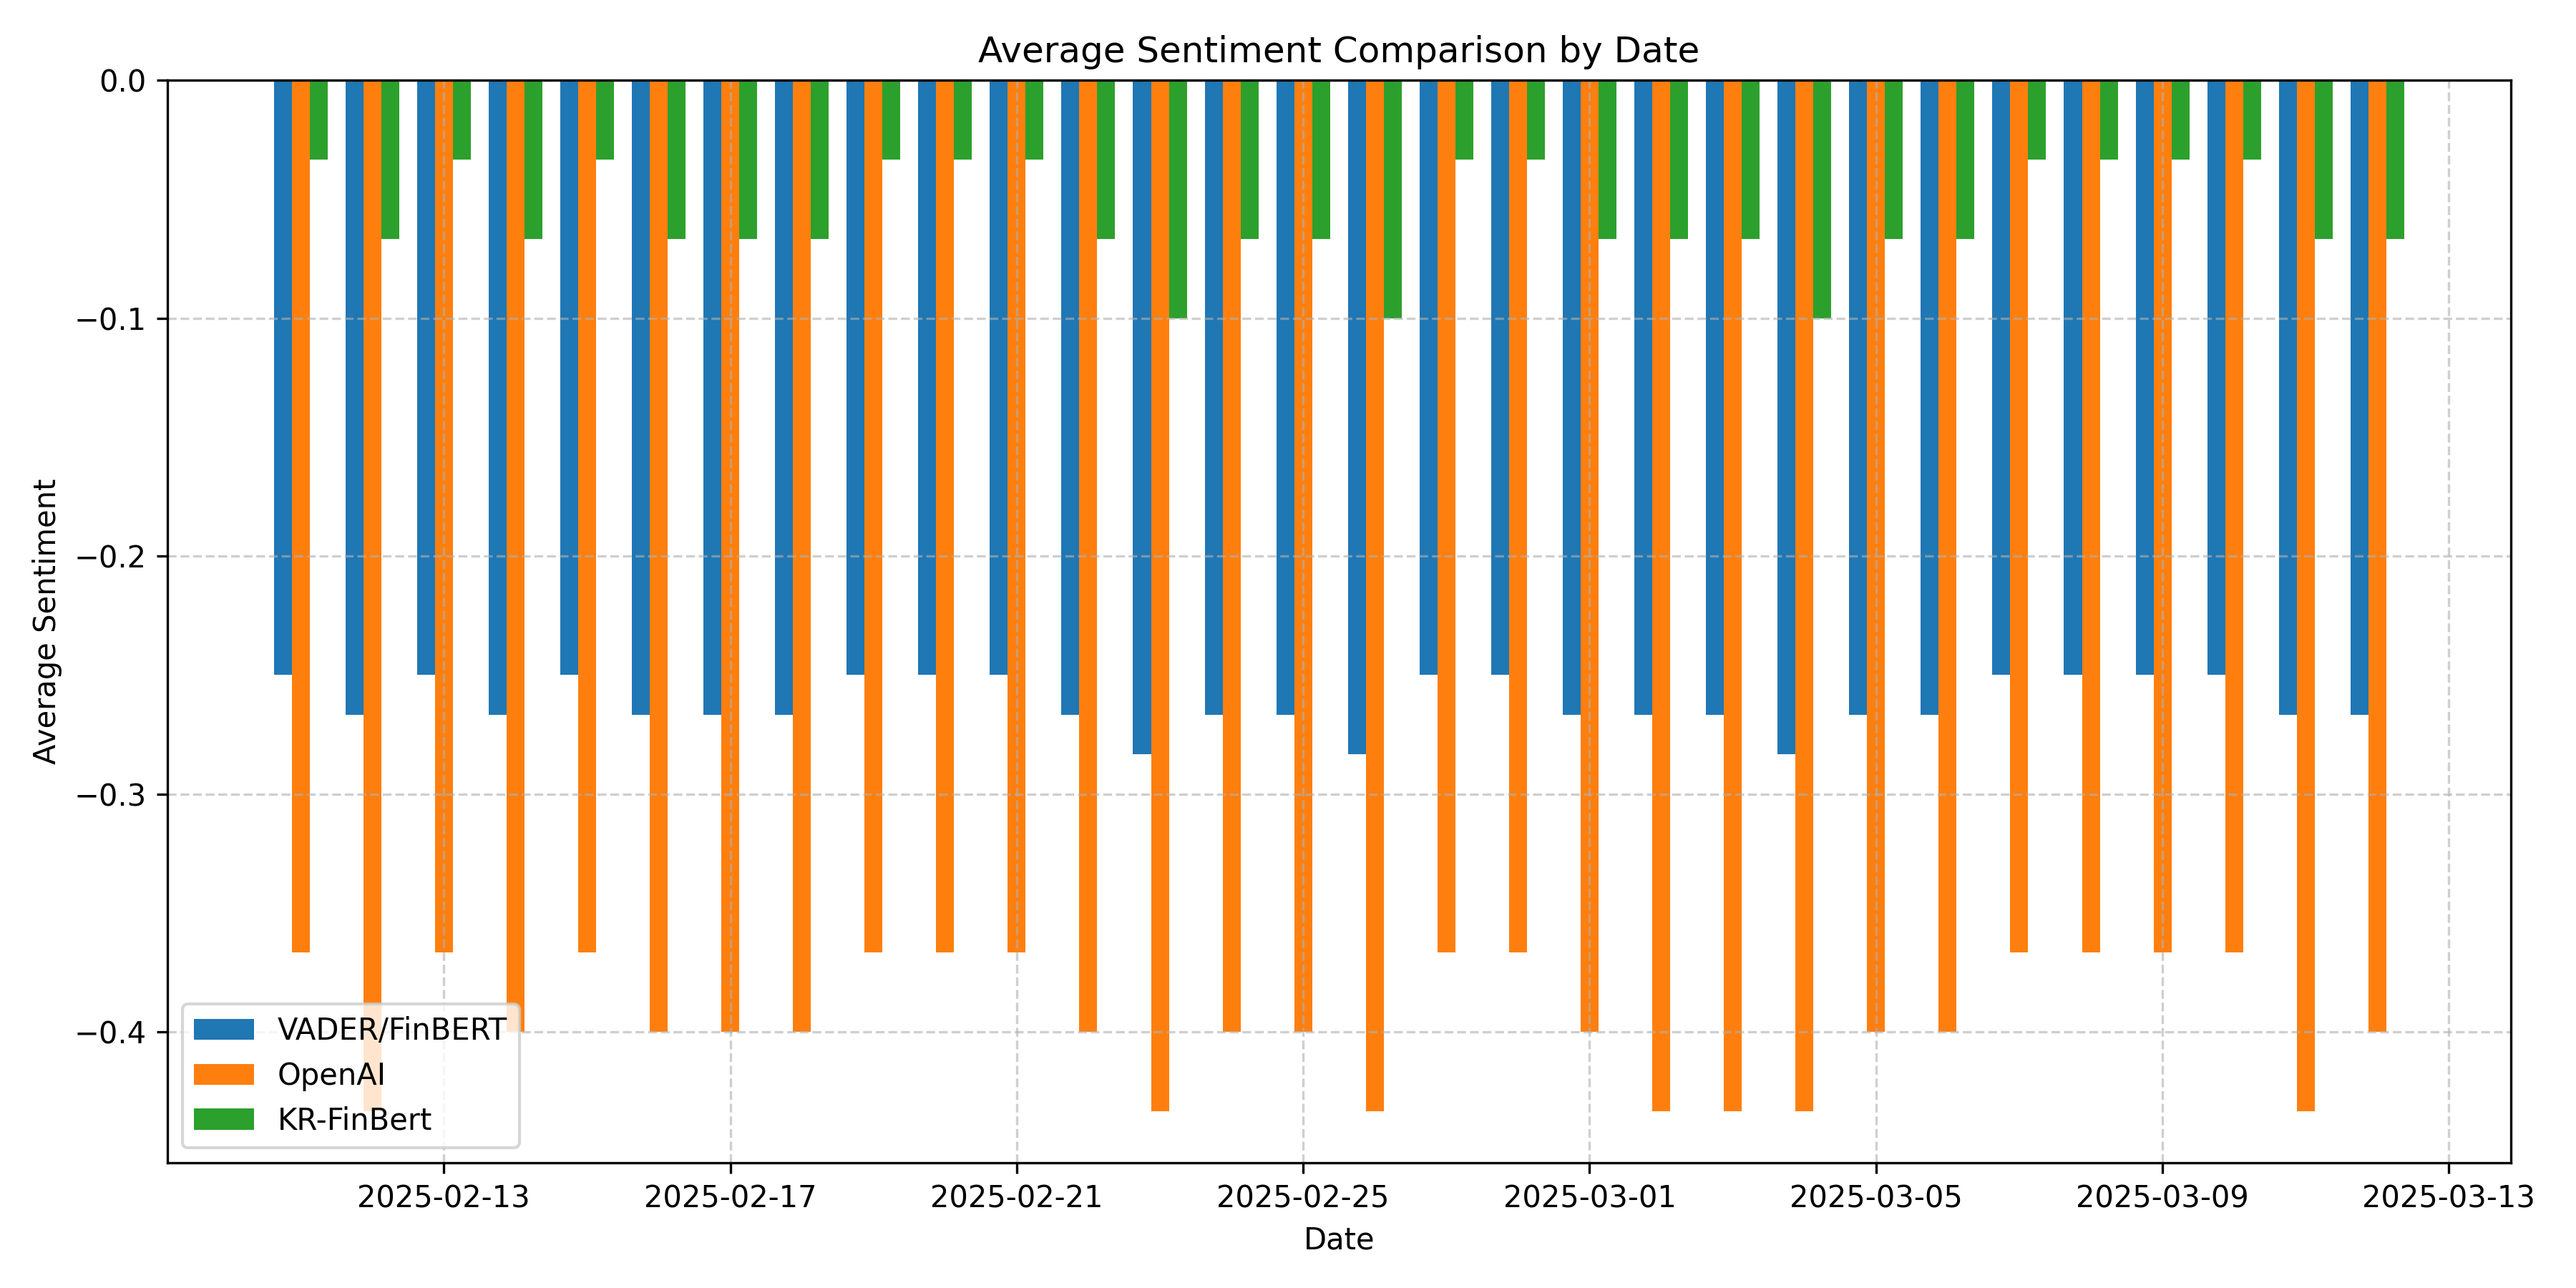 Average Sentiment Comparison by Date
Average Sentiment
0.0
−0.1
−0.2
−0.3
−0.4
VADER/FinBERT
OpenAI
KR-FinBert
2025-02-13 2025-02-17 2025-02-21 2025-02-25 2025-03-01 2025-03-05 2025-03-09 2025-03-13
Date